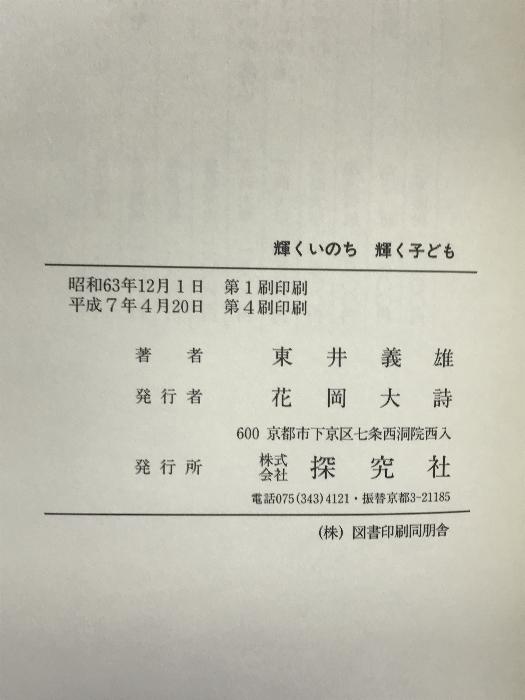 輝くいのち 輝く子ども
昭和63年12月1日 第1刷印刷
平成7年4月20日 第4刷印刷
著者 東井義雄
発行者 花岡大詩
600 京都市下京区七条西洞院西入
発行所 株式会社 探究社
電話075(343)4121・振替京都3-21185
(株) 図書印刷同朋舎